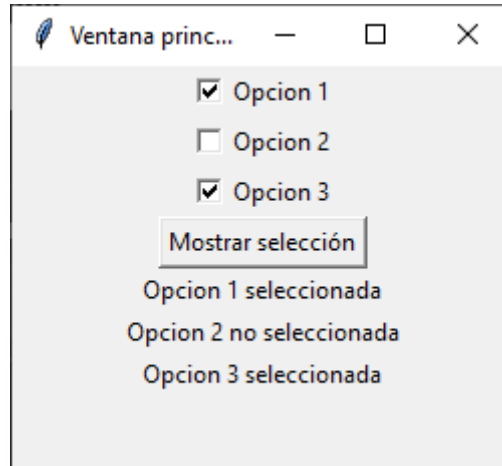 Ventana princ...
Opcion 1
Opcion 2
Opcion 3
Mostrar selección
Opcion 1 seleccionada
Opcion 2 no seleccionada
Opcion 3 seleccionada